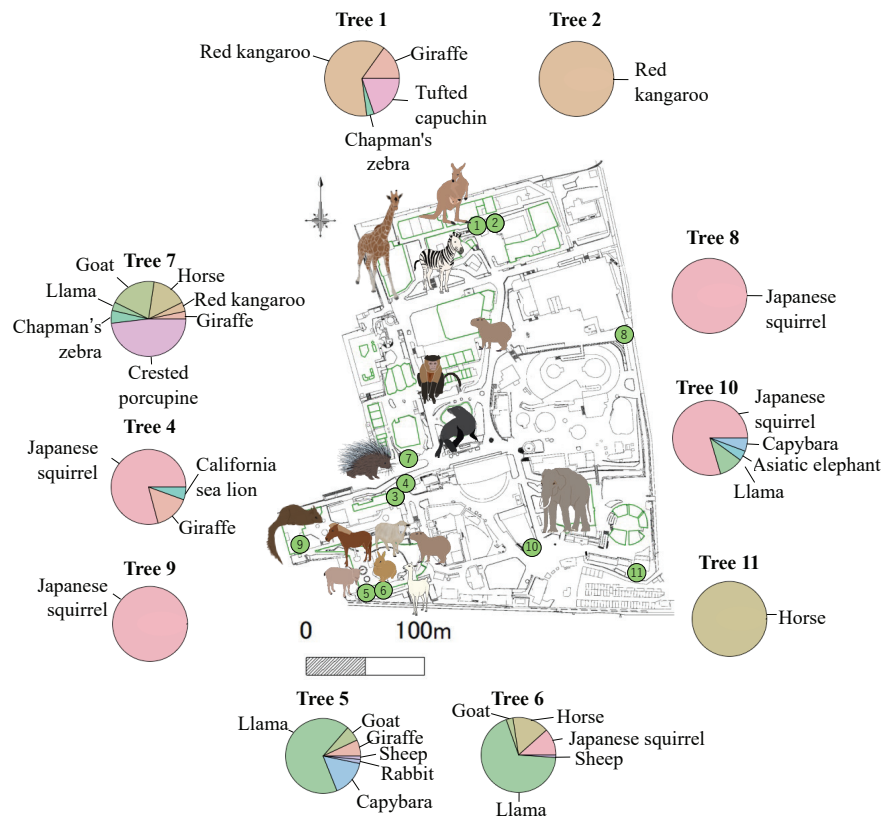 Tree 1
Red kangaroo
Giraffe
Tufted
capuchin
Chapman's
zebra
Tree 2
Red
kangaroo
1
2
Tree 7
Goat
Horse
Llama
Red kangaroo
Chapman's
zebra
Giraffe
Crested
porcupine
Tree 8
Japanese
squirrel
8
Tree 4
Japanese
squirrel
California
sea lion
Giraffe
7
4
3
Tree 10
Japanese
squirrel
Capybara
Asiatic elephant
Llama
9
10
11
5
6
Tree 9
Japanese
squirrel
Tree 11
Horse
0
100m
Tree 5
Llama
Goat
Giraffe
Sheep
Rabbit
Capybara
Tree 6
Goat
Horse
Japanese squirrel
Sheep
Llama